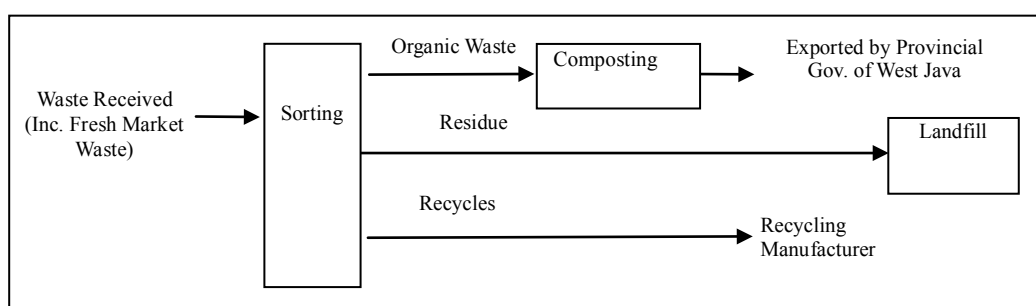 Organic Waste
Composting
Exported by Provincial
Gov. of West Java
Waste Received
(Inc. Fresh Market
Waste)
Sorting
Residue
Landfill
Recycles
Recycling
Manufacturer